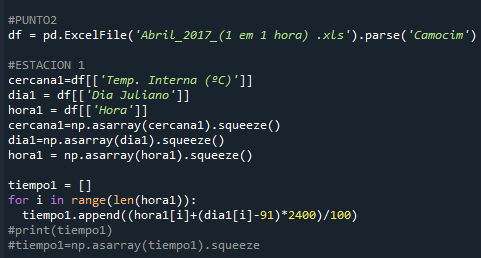 #PUNTO2
df = pd.ExcelFile('Abril_2017_(1 em 1 hora) .xls').parse('Camocim')
#ESTACION 1
cercana1=df[['Temp. Interna (ºC)']]
dia1 = df[['Dia Juliano']]
hora1 = df[['Hora']]
cercana1=np.asarray(cercana1).squeeze()
dia1=np.asarray(dia1).squeeze()
hora1 = np.asarray(hora1).squeeze()
tiempo1 = []
for i in range(len(hora1)):
  tiempo1.append((hora1[i]+(dia1[i]-91)*2400)/100)
#print(tiempo1)
#tiempo1=np.asarray(tiempo1).squeeze